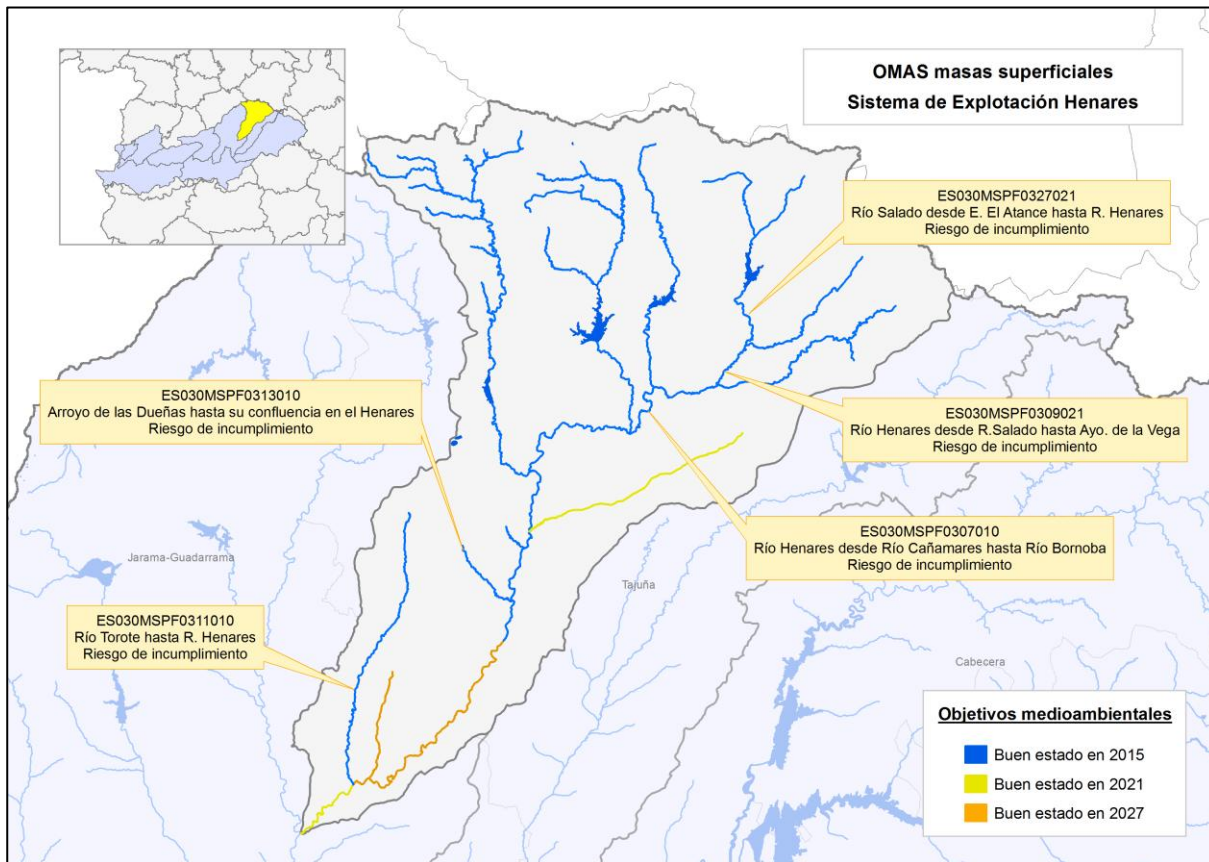 OMAS masas superficiales
Sistema de Explotación Henares
ES030MSPF0327021
Río Salado desde E. El Atance hasta R. Henares
Riesgo de incumplimiento
ES030MSPF0313010
Arroyo de las Dueñas hasta su confluencia en el Henares
Riesgo de incumplimiento
ES030MSPF0309021
Río Henares desde R.Salado hasta Ayo. de la Vega
Riesgo de incumplimiento
ES030MSPF0307010
Río Henares desde Río Cañamares hasta Río Bornoba
Riesgo de incumplimiento
Jarama-Guadarrama
Tajuña
ES030MSPF0311010
Río Torote hasta R. Henares
Riesgo de incumplimiento
Cabecera
Objetivos medioambientales
Buen estado en 2015
Buen estado en 2021
Buen estado en 2027